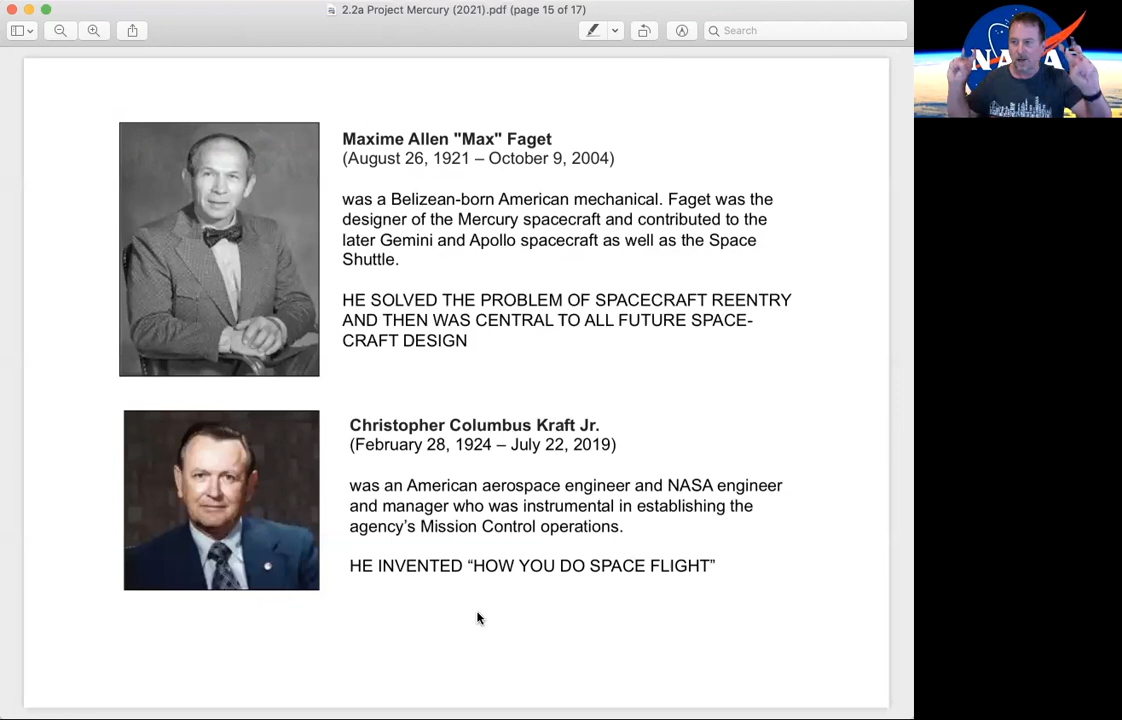 2.2a Project Mercury (2021).pdf (page 15 of 17)
Search
NASA
Maxime Allen "Max" Faget
(August 26, 1921 – October 9, 2004)
was a Belizean-born American mechanical. Faget was the
designer of the Mercury spacecraft and contributed to the
later Gemini and Apollo spacecraft as well as the Space
Shuttle.
HE SOLVED THE PROBLEM OF SPACECRAFT REENTRY
AND THEN WAS CENTRAL TO ALL FUTURE SPACE-
CRAFT DESIGN
Christopher Columbus Kraft Jr.
(February 28, 1924 – July 22, 2019)
was an American aerospace engineer and NASA engineer
and manager who was instrumental in establishing the
agency’s Mission Control operations.
HE INVENTED “HOW YOU DO SPACE FLIGHT”